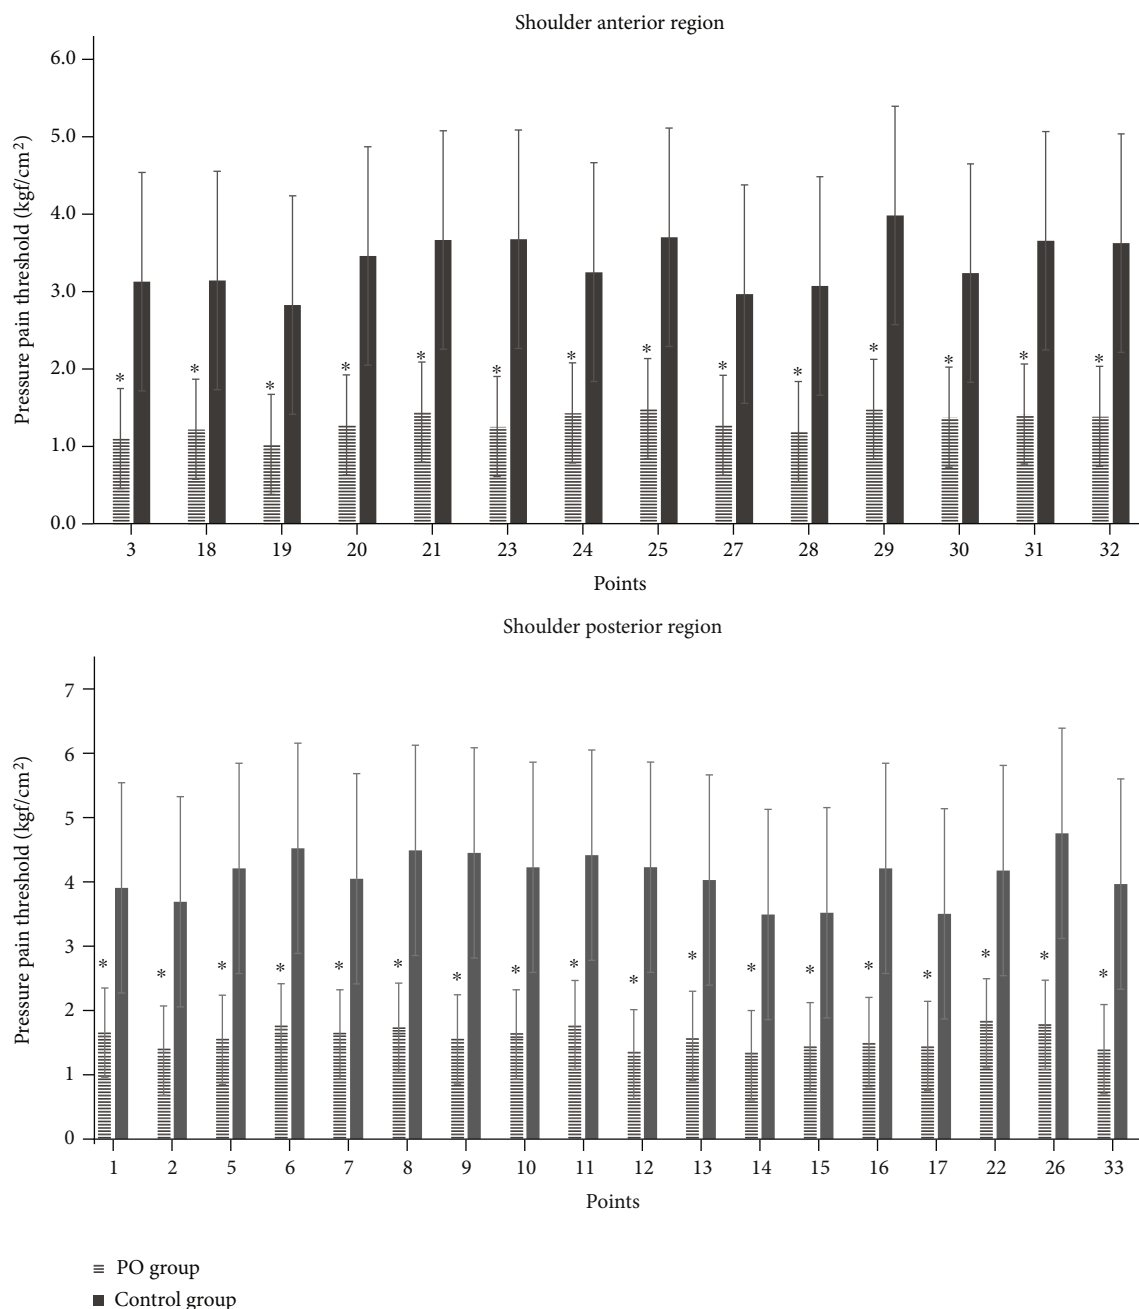 Shoulder anterior region
Pressure pain threshold (kgf/cm²)
6.0
5.0
4.0
3.0
2.0
1.0
0.0
* * * * * * * * * * * * * *
3 18 19 20 21 23 24 25 27 28 29 30 31 32
Points
Shoulder posterior region
Pressure pain threshold (kgf/cm²)
7
6
5
4
3
2
1
0
* * * * * * * * * * * * * * * * * *
1 2 5 6 7 8 9 10 11 12 13 14 15 16 17 22 26 33
Points
PO group
Control group